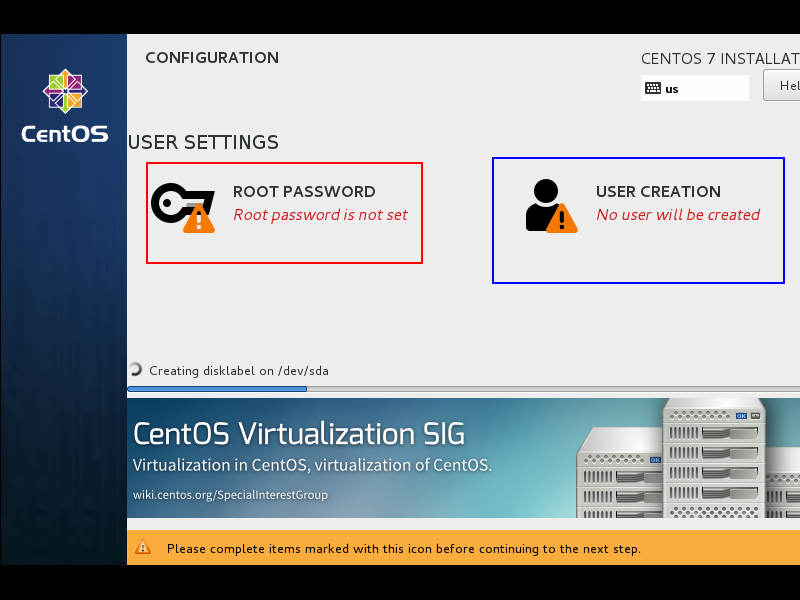 CONFIGURATION
CENTOS 7 INSTALLAT
us
Hel
CentOS
USER SETTINGS
ROOT PASSWORD
Root password is not set
USER CREATION
No user will be created
Creating disklabel on /dev/sda
CentOS Virtualization SIG
Virtualization in CentOS, virtualization of CentOS.
wiki.centos.org/SpecialInterestGroup
OK
OK
Please complete items marked with this icon before continuing to the next step.